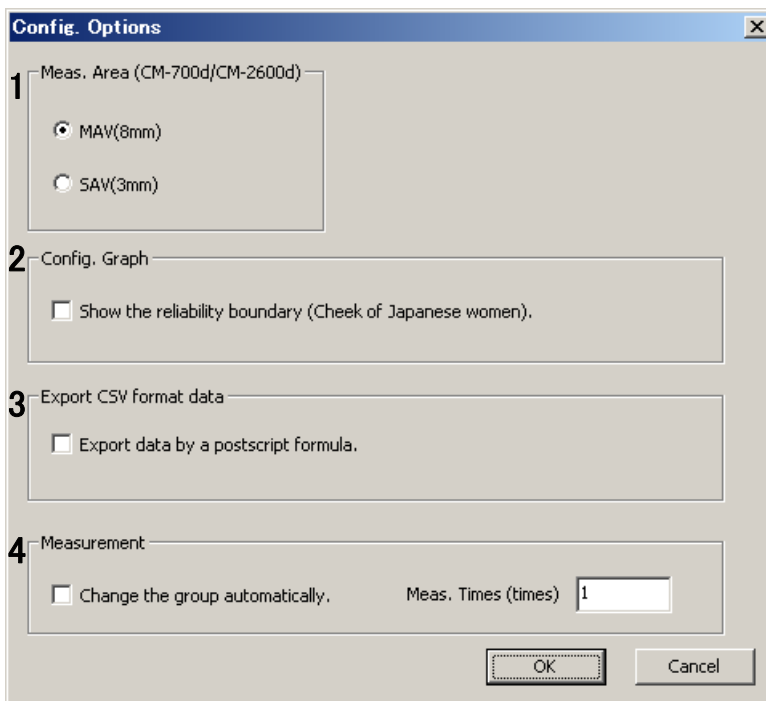 Config. Options
1 Meas. Area (CM-700d/CM-2600d)
MAV(8mm)
SAV(3mm)
2 Config. Graph
Show the reliability boundary (Cheek of Japanese women).
3 Export CSV format data
Export data by a postscript formula.
4 Measurement
Change the group automatically. Meas. Times (times) 1
OK Cancel